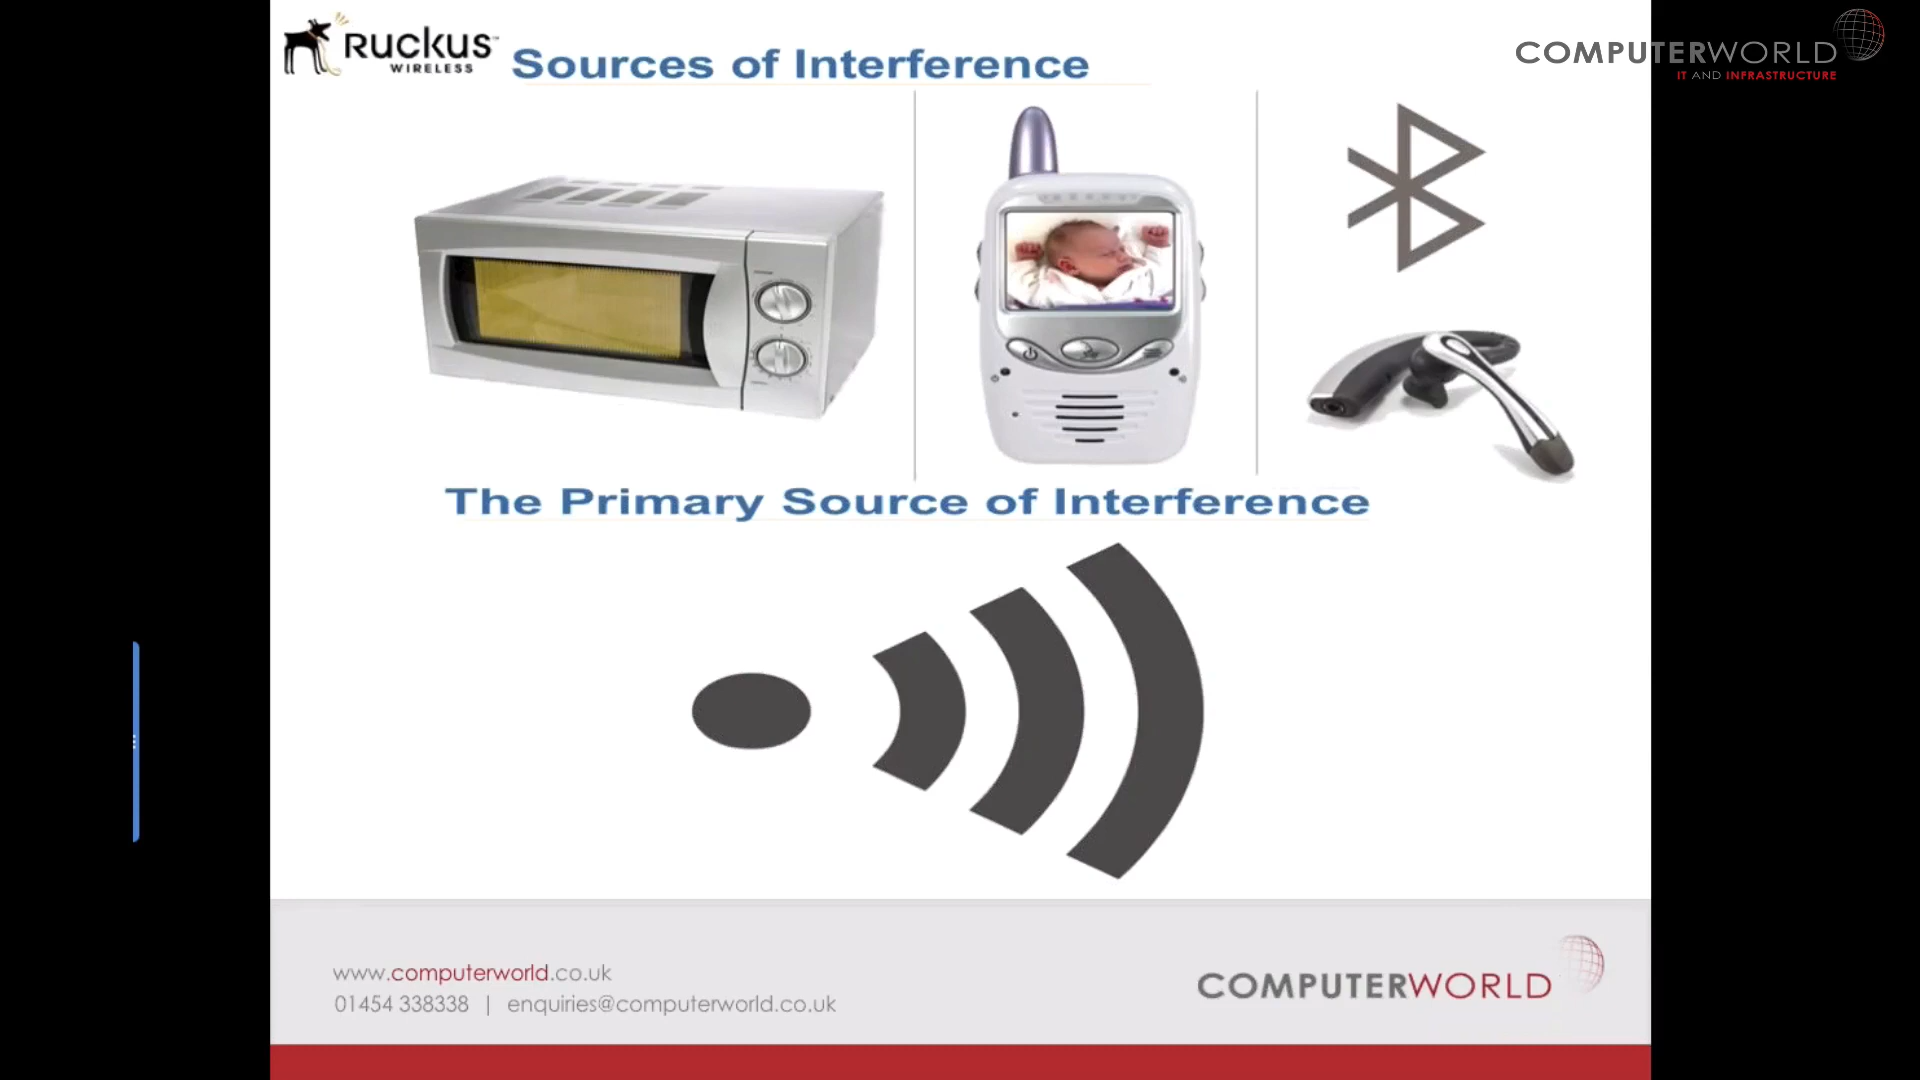 RUCKUS™
WIRELESS
Sources of Interference
COMPUTERWORLD
IT AND INFRASTRUCTURE
The Primary Source of Interference
www.computerworld.co.uk
01454 338338 | enquiries@computerworld.co.uk
COMPUTERWORLD